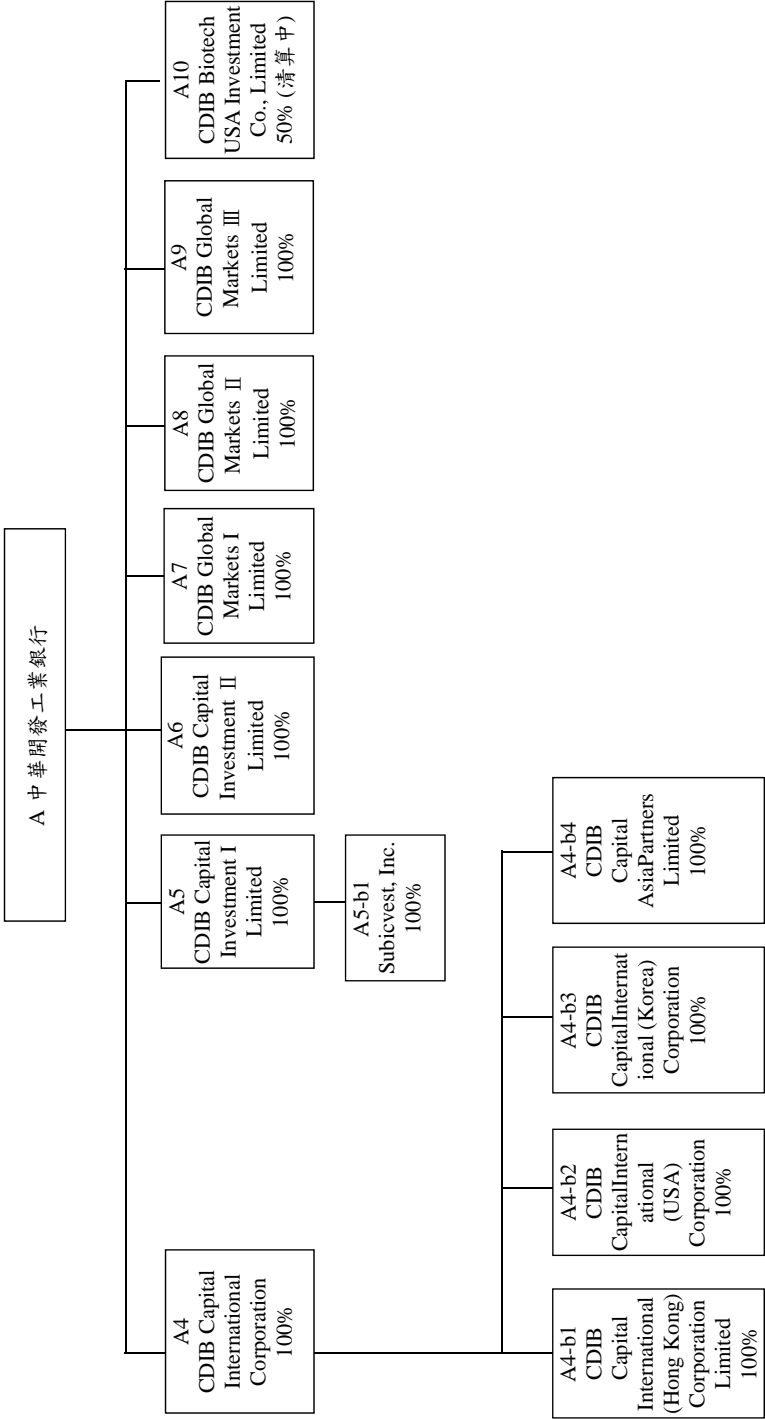 A 中華開發工業銀行
A4
CDIB Capital
International
Corporation
100%
A5
CDIB Capital
Investment I
Limited
100%
A6
CDIB Capital
Investment Ⅱ
Limited
100%
A7
CDIB Global
Markets I
Limited
100%
A8
CDIB Global
Markets Ⅱ
Limited
100%
A9
CDIB Global
Markets Ⅲ
Limited
100%
A10
CDIB Biotech
USA Investment
Co., Limited
50% (清算中)
A5-b1
Subicvest, Inc.
100%
A4-b1
CDIB
Capital
International
(Hong Kong)
Corporation
Limited
100%
A4-b2
CDIB
CapitalIntern
ational
(USA)
Corporation
100%
A4-b3
CDIB
CapitalInternat
ional (Korea)
Corporation
100%
A4-b4
CDIB
Capital
AsiaPartners
Limited
100%